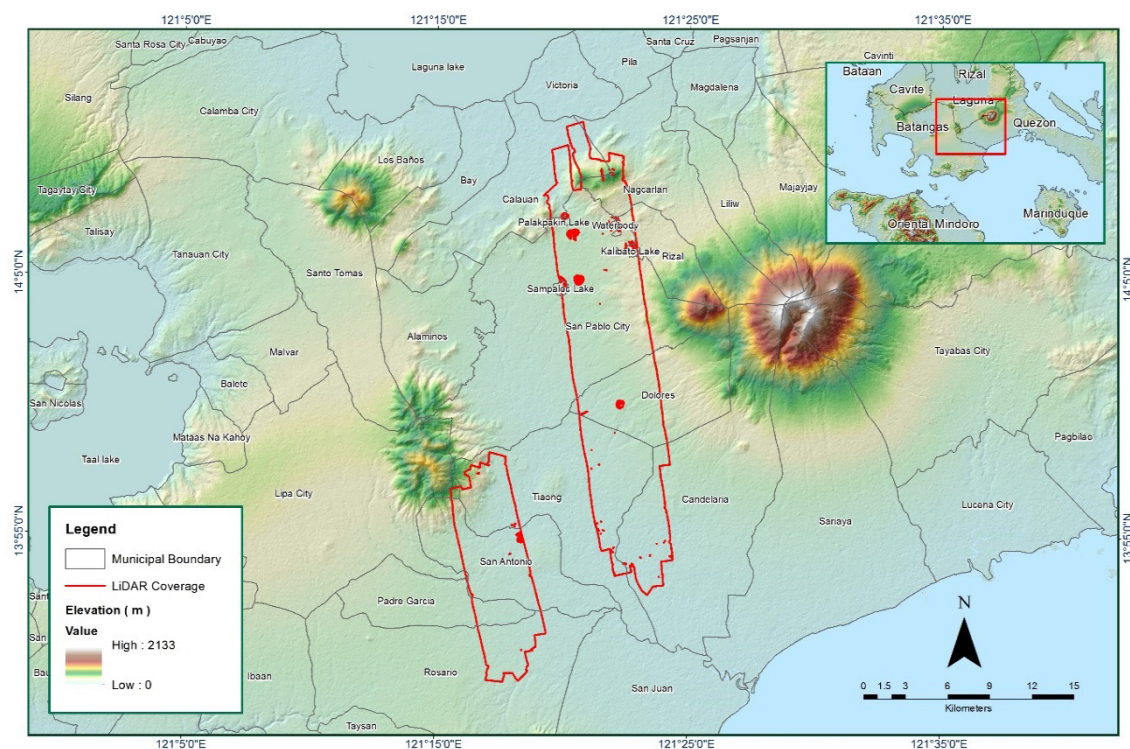 121°5'0"E
121°15'0"E
121°25'0"E
121°35'0"E
Santa Rosa City
Cabuyao
Laguna lake
Santa Cruz
Pagsanjan
Pila
Cavinti
Silang
Calamba City
Victoria
Magdalena
Los Baños
Bay
Tagaytay City
Calauan
Nagcarlan
Liliw
Majayjay
Palakpakin Lake
Waterbody
Talisay
Tanauan City
Kalibato Lake
Rizal
Santo Tomas
Sampaloc Lake
San Pablo City
Alaminos
Tayabas City
Malvar
Balete
Dolores
San Nicolas
Mataas Na Kahoy
Pagbilao
Taal lake
Lipa City
Tiaong
Candelaria
Sariaya
Lucena City
San Antonio
Padre Garcia
Rosario
Ibaan
San Juan
Taysan
14°5'0"N
14°5'0"N
13°55'0"N
13°55'0"N
Bataan
Rizal
Cavite
Laguna
Batangas
Quezon
Marinduque
Oriental Mindoro
Legend
Municipal Boundary
LiDAR Coverage
Elevation ( m )
Value
High : 2133
Low : 0
N
0 1.5 3 6 9 12 15
Kilometers
121°5'0"E
121°15'0"E
121°25'0"E
121°35'0"E